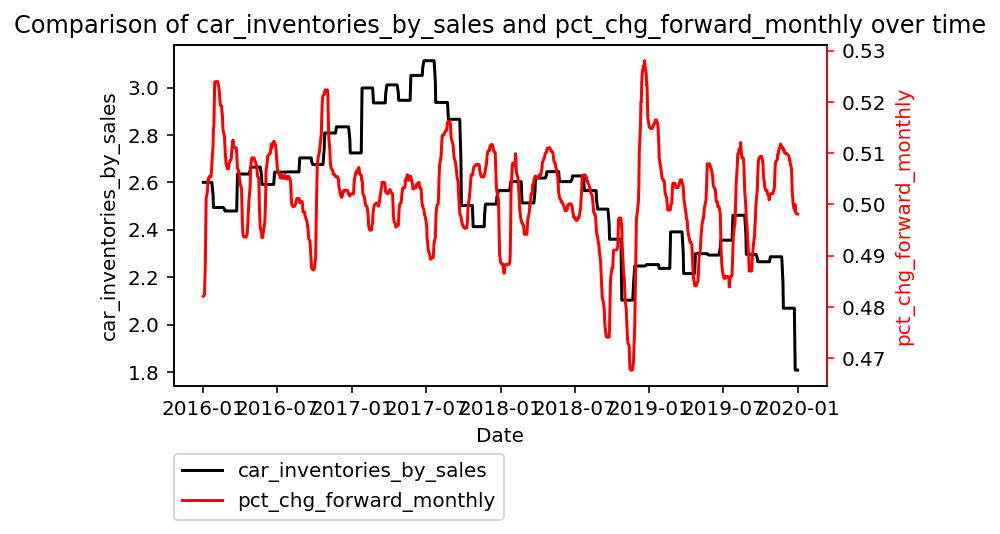 Comparison of car_inventories_by_sales and pct_chg_forward_monthly over time
car_inventories_by_sales
3.0
2.8
2.6
2.4
2.2
2.0
1.8
0.53
0.52
0.51
0.50
0.49
0.48
0.47
pct_chg_forward_monthly
2016-01 2016-07 2017-01 2017-07 2018-01 2018-07 2019-01 2019-07 2020-01
Date
car_inventories_by_sales
pct_chg_forward_monthly